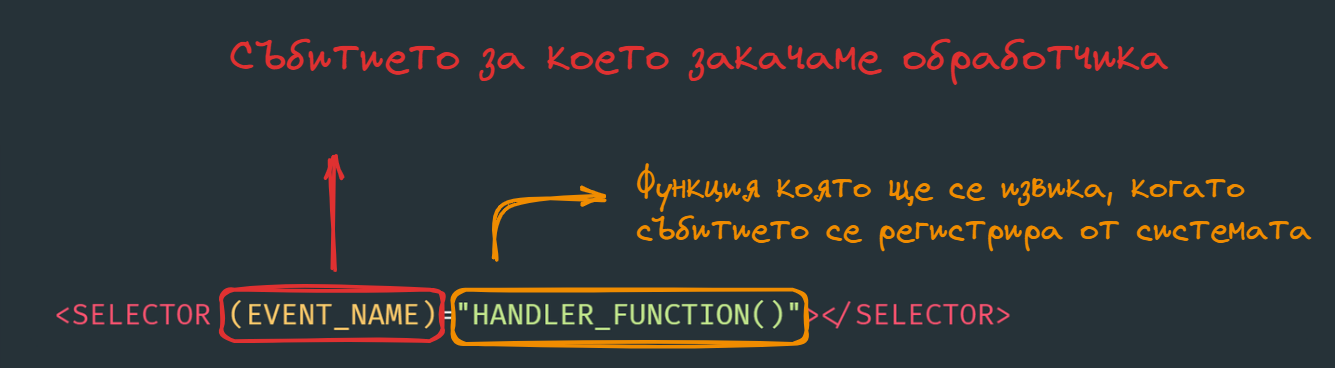 Събитието за което закачаме обработчика
Функция която ще се извика, когато
събитието се регистрира от системата
<SELECTOR (EVENT_NAME)="HANDLER_FUNCTION()"></SELECTOR>